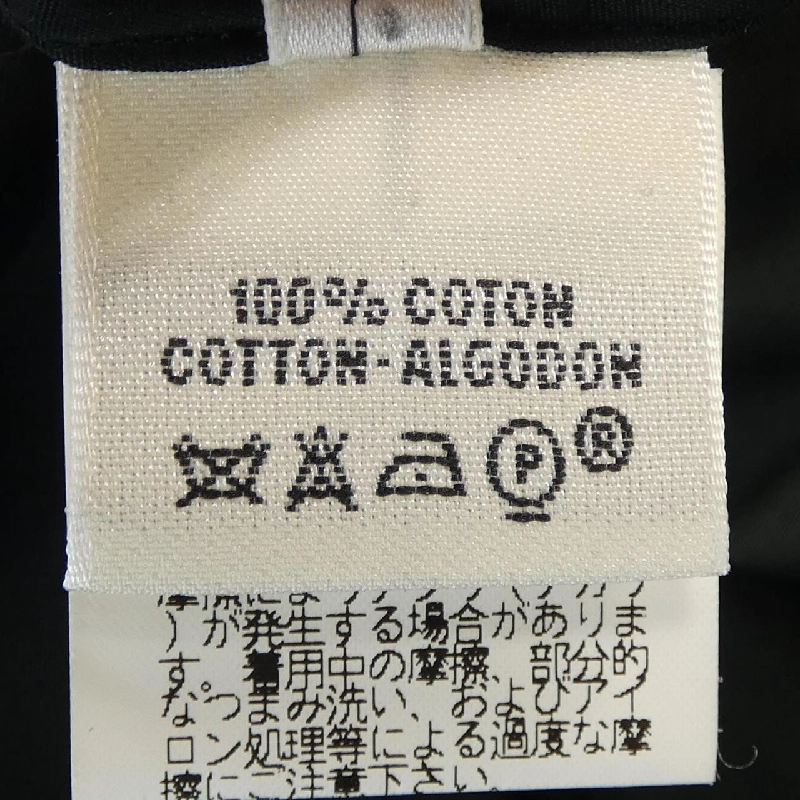 100% COTON
COTTON-ALGODON
P
®
)が発生する場合がありま
す。着用中の摩擦、部分的
なつまみ洗い、およびアイ
ロン処理等による過度な摩
擦にご注意下さい。